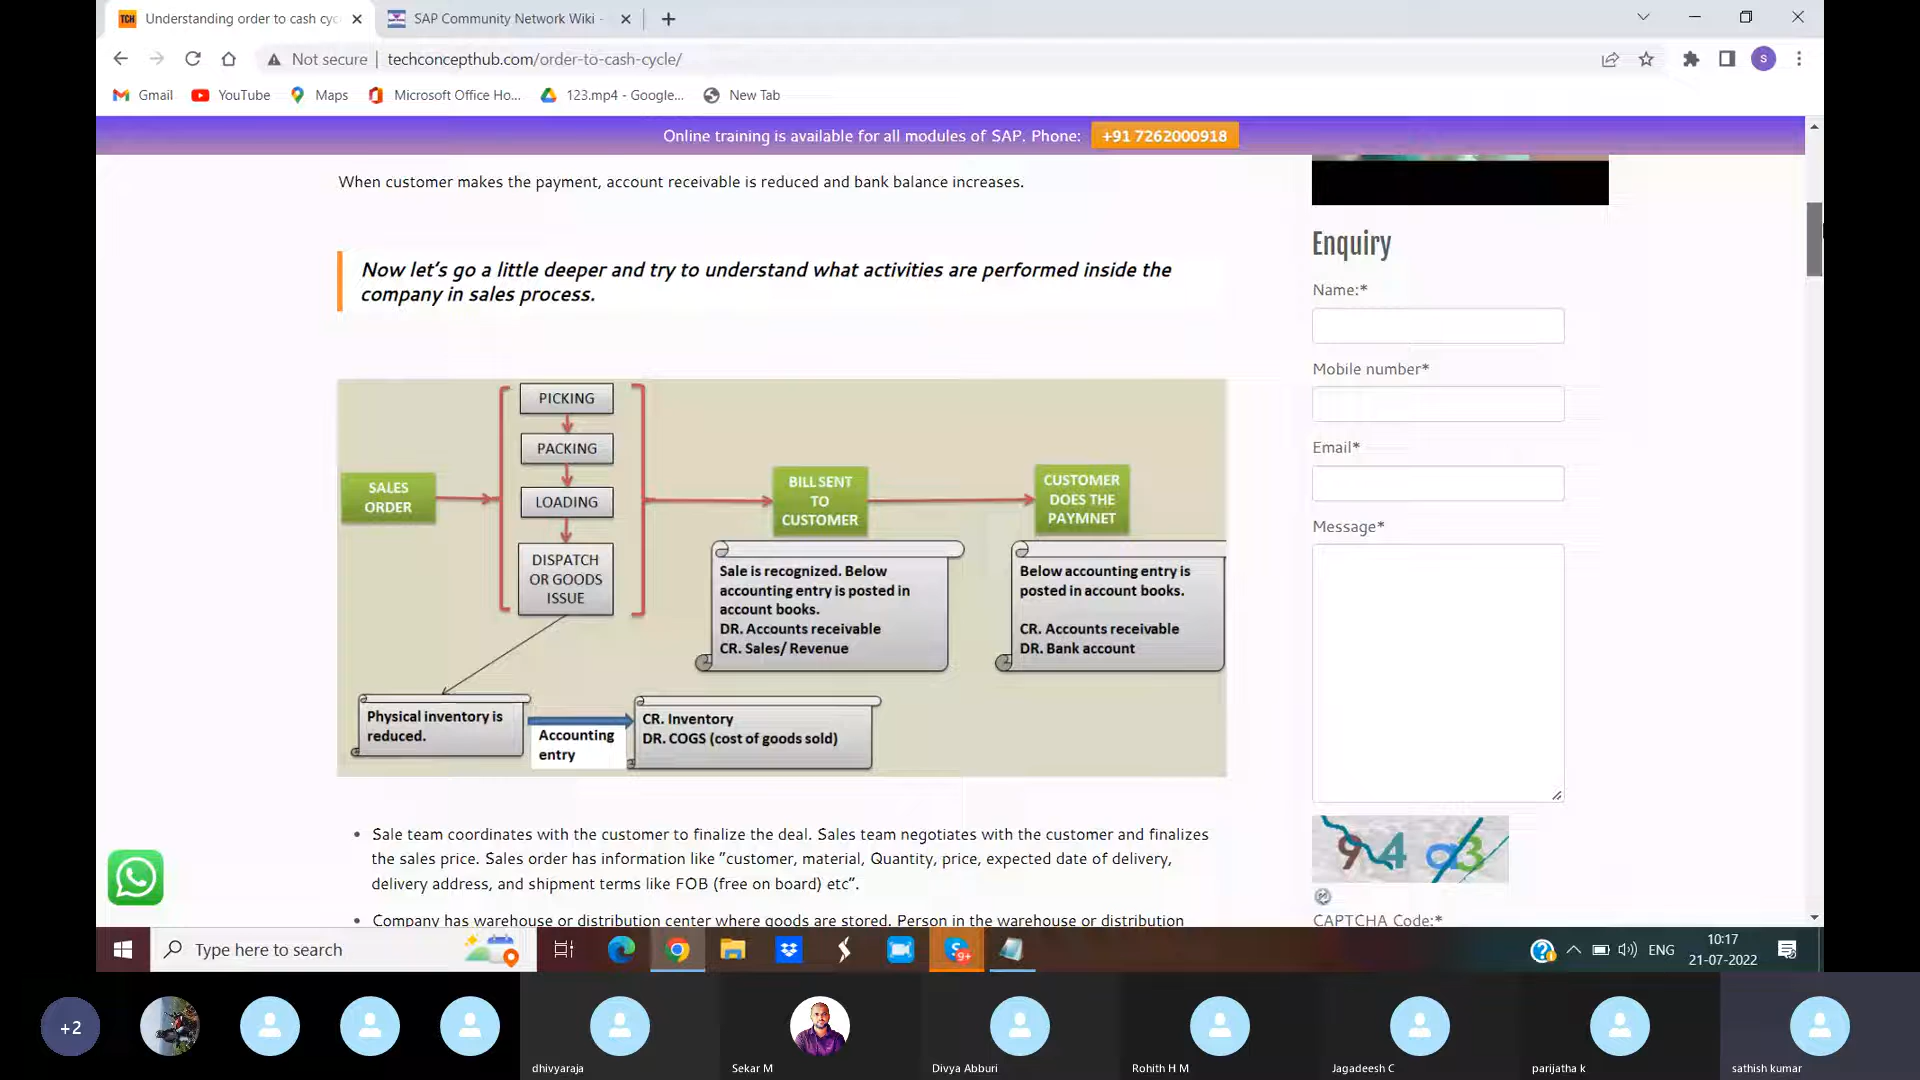 Understanding order to cash cyc
SAP Community Network Wiki -
Not secure
techconcepthub.com/order-to-cash-cycle/
S
Gmail
YouTube
Maps
Microsoft Office Ho...
123.mp4 - Google...
New Tab
Online training is available for all modules of SAP. Phone:
+91 7262000918
When customer makes the payment, account receivable is reduced and bank balance increases.
Now let's go a little deeper and try to understand what activities are performed inside the
company in sales process.
PICKING
PACKING
LOADING
DISPATCH
OR GOODS
ISSUE
SALES
ORDER
BILL SENT
TO
CUSTOMER
CUSTOMER
DOES THE
PAYMNET
Sale is recognized. Below
accounting entry is posted in
account books.
DR. Accounts receivable
CR. Sales/ Revenue
Below accounting entry is
posted in account books.
CR. Accounts receivable
DR. Bank account
Physical inventory is
reduced.
Accounting
entry
CR. Inventory
DR. COGS (cost of goods sold)
Sale team coordinates with the customer to finalize the deal. Sales team negotiates with the customer and finalizes
the sales price. Sales order has information like "customer, material, Quantity, price, expected date of delivery,
delivery address, and shipment terms like FOB (free on board) etc".
Company has warehouse or distribution center where goods are stored. Person in the warehouse or distribution
Enquiry
Name:*
Mobile number*
Email*
Message*
CAPTCHA Code:*
Type here to search
9+
ENG
10:17
21-07-2022
+2
dhivyaraja
Sekar M
Divya Abburi
Rohith H M
Jagadeesh C
parijatha k
sathish kumar